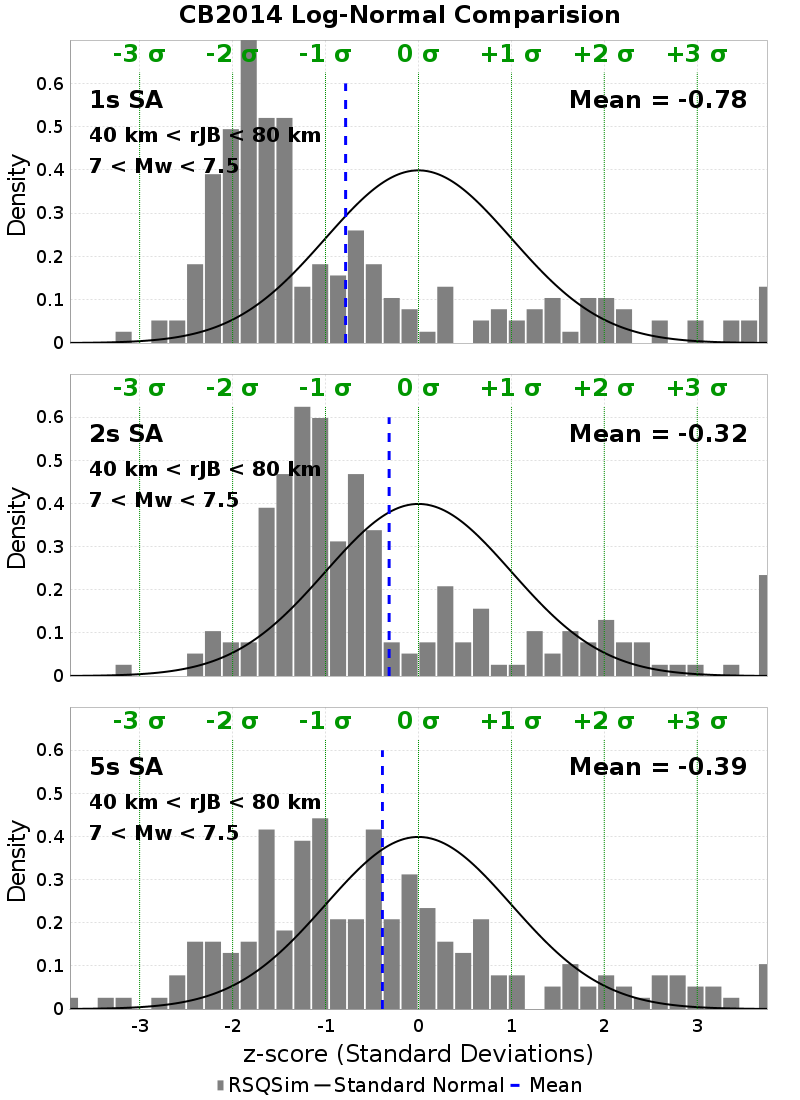 CB2014 Log-Normal Comparision
-3 σ -2 σ -1 σ 0 σ +1 σ +2 σ +3 σ
1s SA Mean = -0.78
40 km < rJB < 80 km
7 < Mw < 7.5
Density
0.6
0.5
0.4
0.3
0.2
0.1
0
-3 σ -2 σ -1 σ 0 σ +1 σ +2 σ +3 σ
2s SA Mean = -0.32
40 km < rJB < 80 km
7 < Mw < 7.5
Density
0.6
0.5
0.4
0.3
0.2
0.1
0
-3 σ -2 σ -1 σ 0 σ +1 σ +2 σ +3 σ
5s SA Mean = -0.39
40 km < rJB < 80 km
7 < Mw < 7.5
Density
0.6
0.5
0.4
0.3
0.2
0.1
0
-3 -2 -1 0 1 2 3
z-score (Standard Deviations)
RSQSim Standard Normal Mean